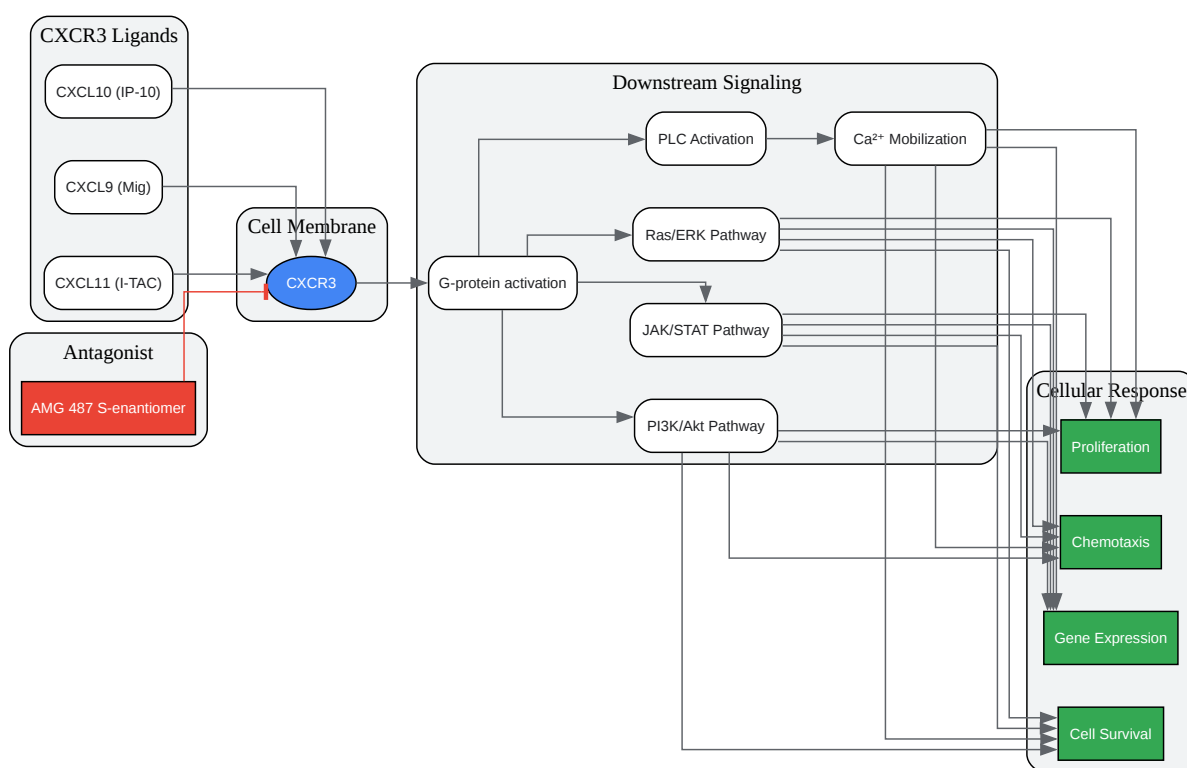 CXCR3 Ligands
CXCL10 (IP-10)
CXCL9 (Mig)
CXCL11 (I-TAC)
Antagonist
AMG 487 S-enantiomer
Cell Membrane
CXCR3
Downstream Signaling
G-protein activation
PLC Activation
Ca²⁺ Mobilization
Ras/ERK Pathway
JAK/STAT Pathway
PI3K/Akt Pathway
Cellular Response
Proliferation
Chemotaxis
Gene Expression
Cell Survival